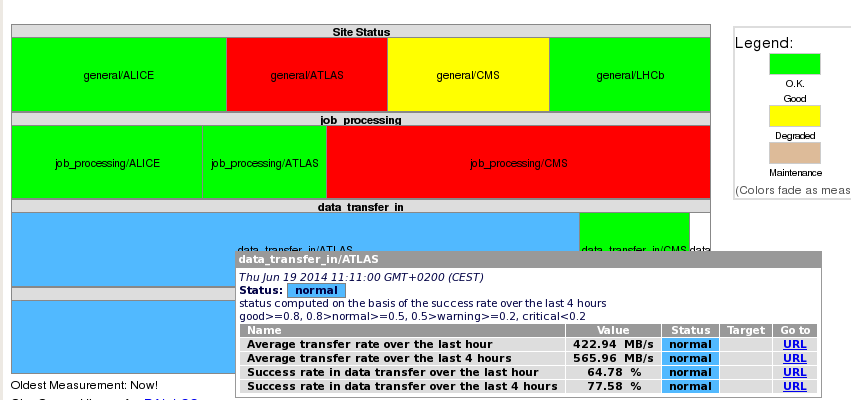 Site Status
general/ALICE general/ATLAS general/CMS general/LHCb
job_processing
job_processing/ALICE job_processing/ATLAS job_processing/CMS
data_transfer_in
data_transfer_in/ATLAS data_transfer_in/CMS data
data_transfer_in/ATLAS
Thu Jun 19 2014 11:11:00 GMT+0200 (CEST)
Status: normal
status computed on the basis of the success rate over the last 4 hours
good>=0.8, 0.8>normal>=0.5, 0.5>warning>=0.2, critical<0.2
Name Value Status Target Go to
Average transfer rate over the last hour 422.94 MB/s normal URL
Average transfer rate over the last 4 hours 565.96 MB/s normal URL
Success rate in data transfer over the last hour 64.78 % normal URL
Success rate in data transfer over the last 4 hours 77.58 % normal URL
Oldest Measurement: Now!
Legend:
O.K.
Good
Degraded
Maintenance
(Colors fade as meas